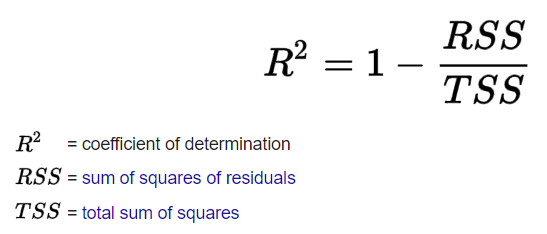 R² = 1 − RSS/TSS
R² = coefficient of determination
RSS = sum of squares of residuals
TSS = total sum of squares